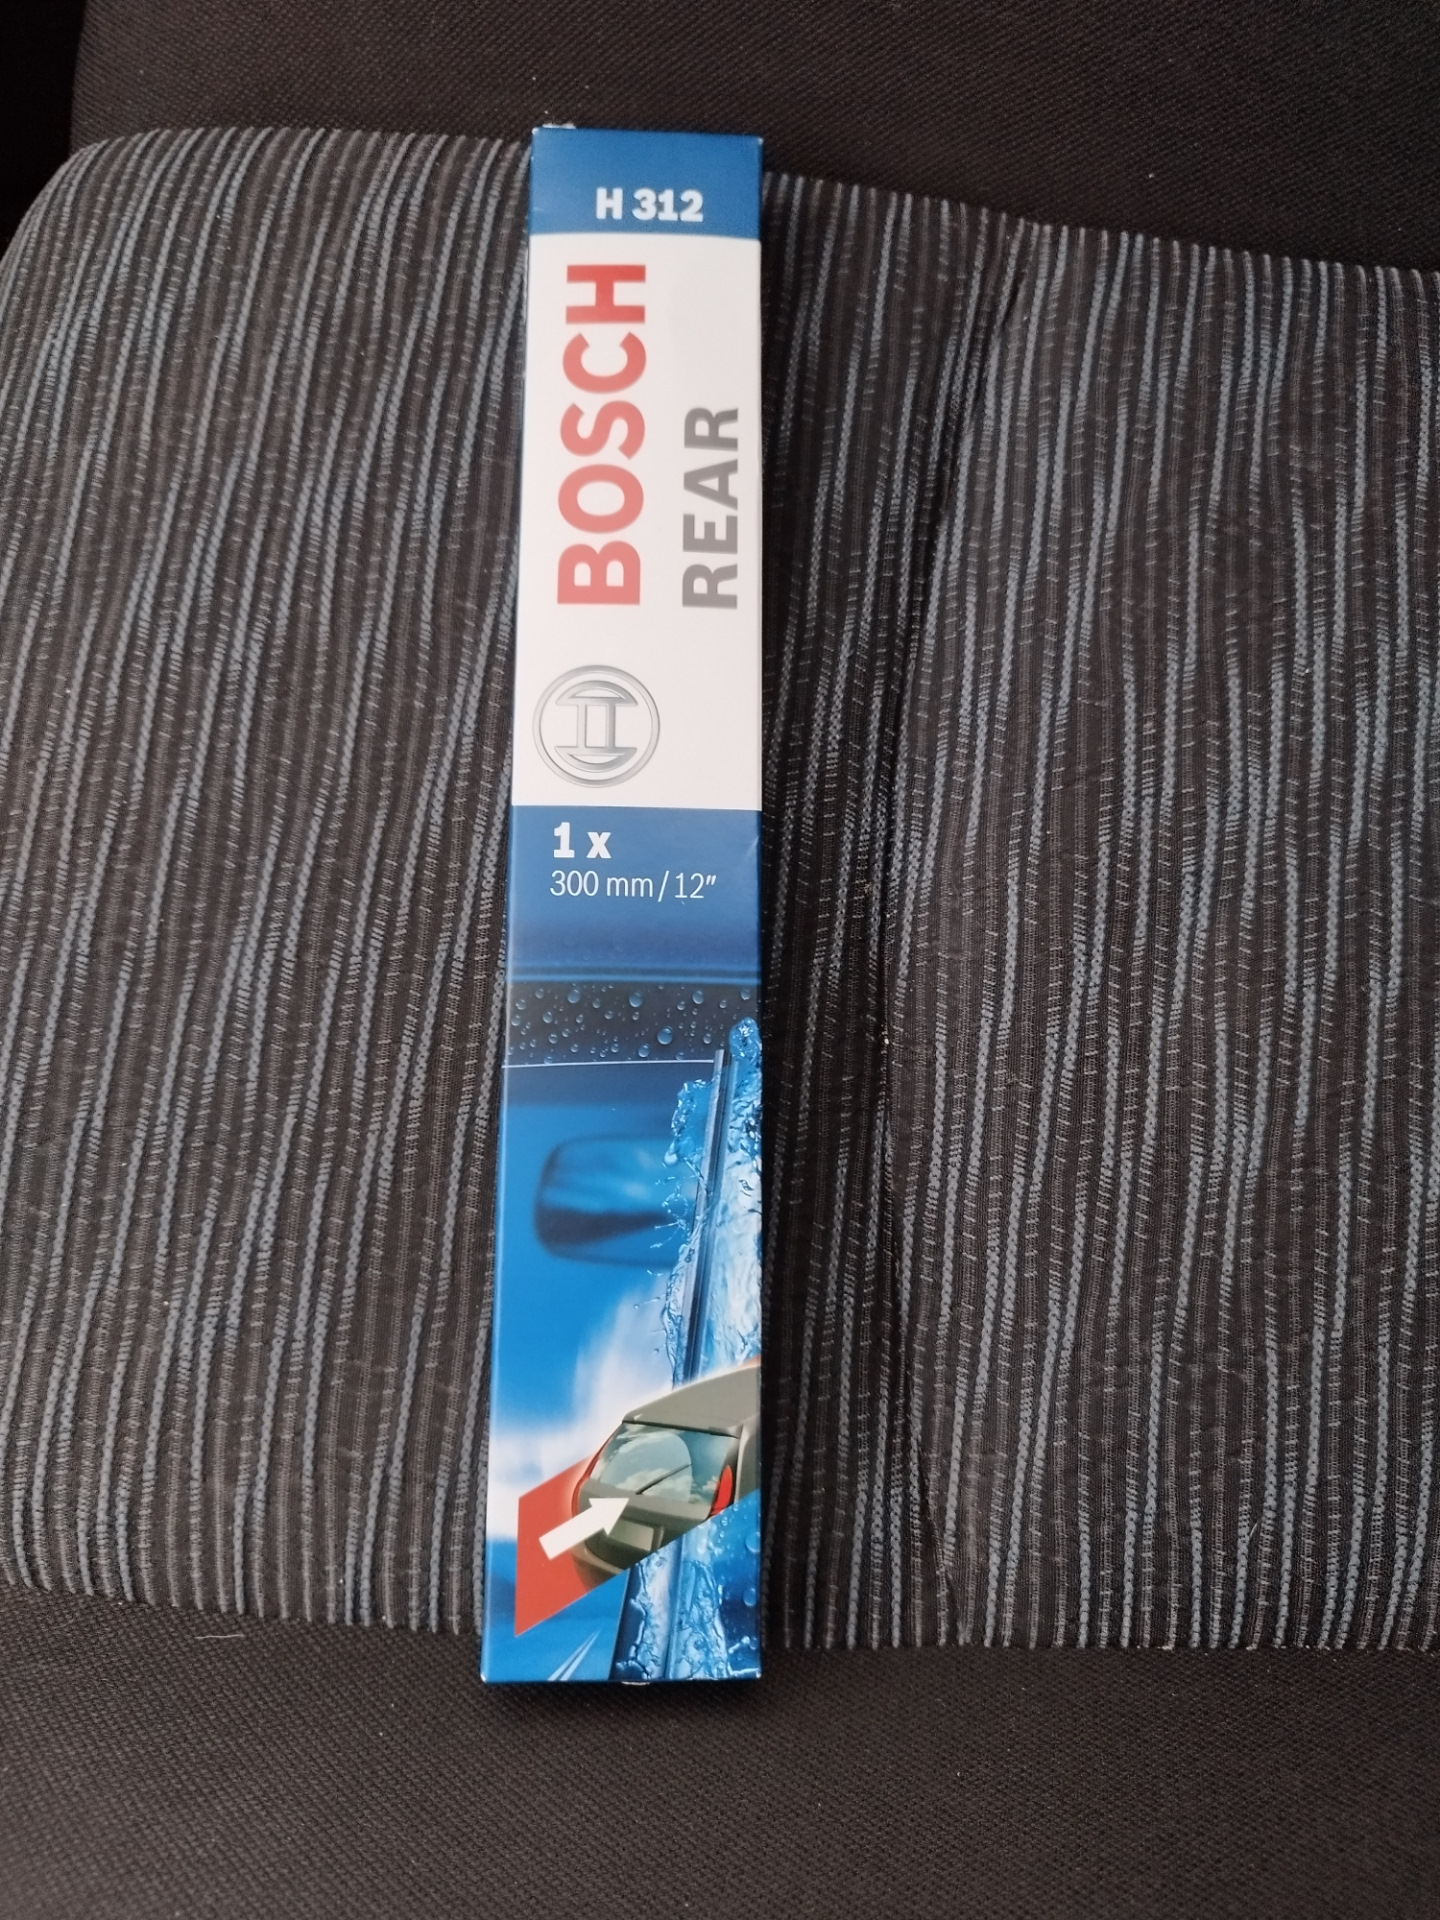 H 312
BOSCH
REAR
1 x
300 mm / 12"